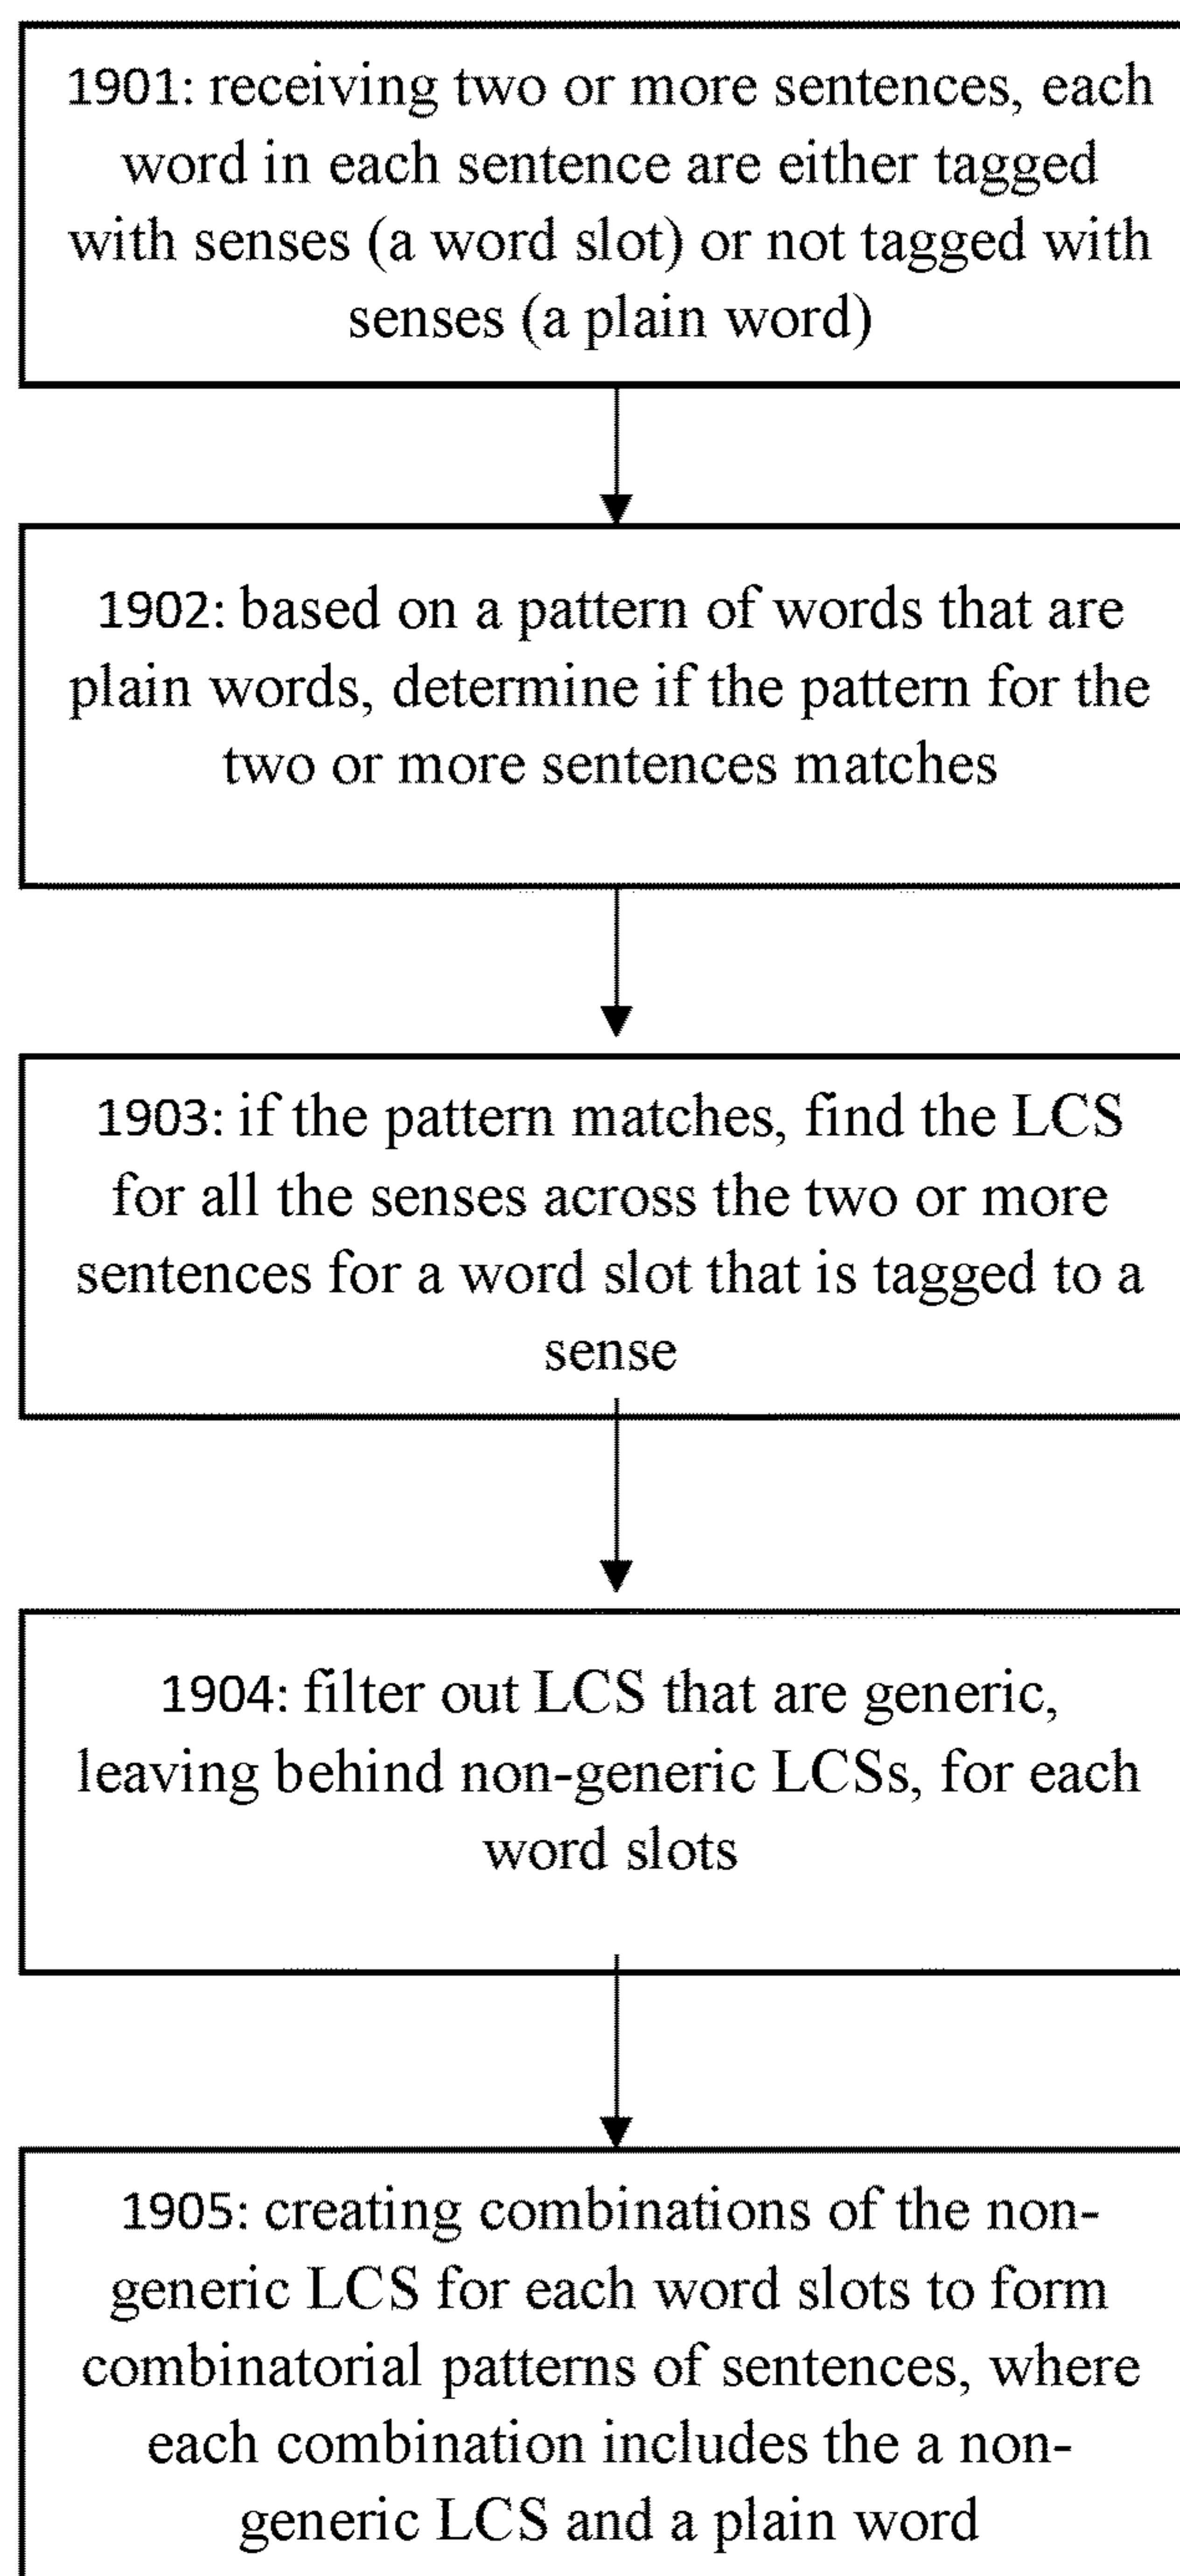 1901: receiving two or more sentences, each
word in each sentence are either tagged
with senses (a word slot) or not tagged with
senses (a plain word)
1902: based on a pattern of words that are
plain words, determine if the pattern for the
two or more sentences matches
1903: if the pattern matches, find the LCS
for all the senses across the two or more
sentences for a word slot that is tagged to a
sense
1904: filter out LCS that are generic,
leaving behind non-generic LCSs, for each
word slots
1905: creating combinations of the non-
generic LCS for each word slots to form
combinatorial patterns of sentences, where
each combination includes the a non-
generic LCS and a plain word